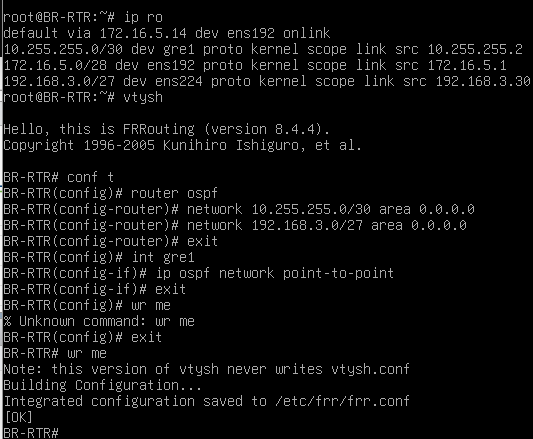 root@BR-RTR:~# ip ro
default via 172.16.5.14 dev ens192 onlink
10.255.255.0/30 dev gre1 proto kernel scope link src 10.255.255.2
172.16.5.0/28 dev ens192 proto kernel scope link src 172.16.5.1
192.168.3.0/27 dev ens224 proto kernel scope link src 192.168.3.30
root@BR-RTR:~# vtysh
Hello, this is FRRouting (version 8.4.4).
Copyright 1996-2005 Kunihiro Ishiguro, et al.
BR-RTR# conf t
BR-RTR(config)# router ospf
BR-RTR(config-router)# network 10.255.255.0/30 area 0.0.0.0
BR-RTR(config-router)# network 192.168.3.0/27 area 0.0.0.0
BR-RTR(config-router)# exit
BR-RTR(config)# int gre1
BR-RTR(config-if)# ip ospf network point-to-point
BR-RTR(config-if)# exit
BR-RTR(config)# wr me
% Unknown command: wr me
BR-RTR(config)# exit
BR-RTR# wr me
Note: this version of vtysh never writes vtysh.conf
Building Configuration...
Integrated configuration saved to /etc/frr/frr.conf
[OK]
BR-RTR#